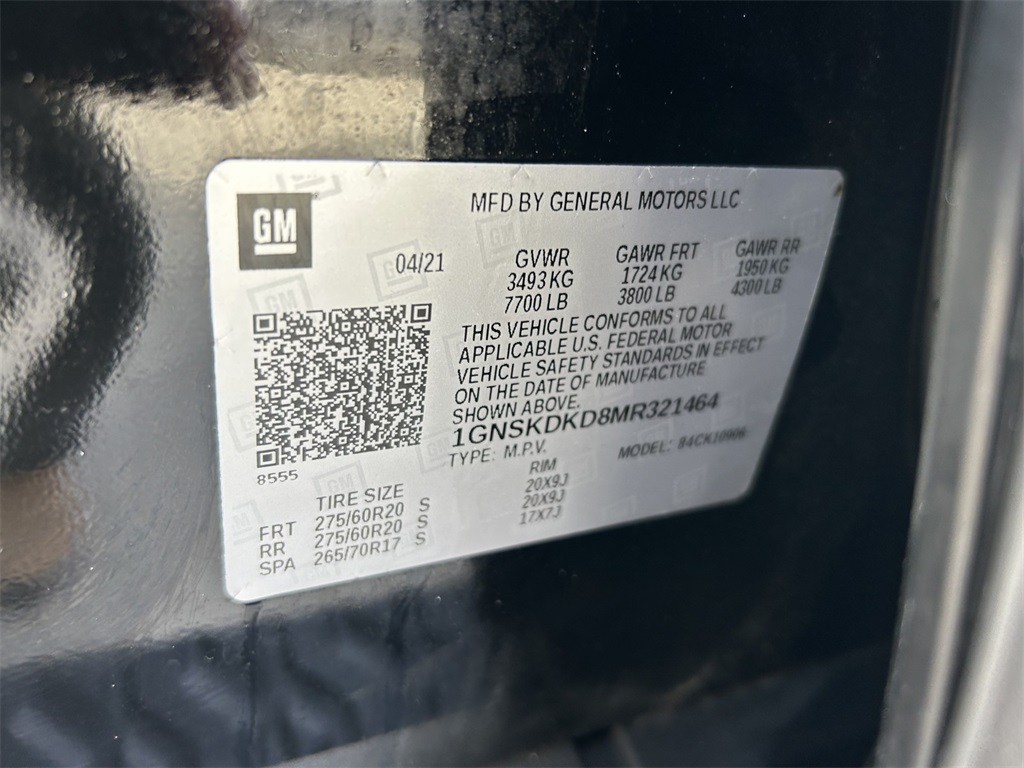 GM
MFD BY GENERAL MOTORS LLC
04/21
GVWR
3493 KG
7700 LB
GAWR FRT
1724 KG
3800 LB
GAWR RR
1950 KG
4300 LB
THIS VEHICLE CONFORMS TO ALL
APPLICABLE U.S. FEDERAL MOTOR
VEHICLE SAFETY STANDARDS IN EFFECT
ON THE DATE OF MANUFACTURE
SHOWN ABOVE.
1GNSKDKD8MR321464
TYPE: M.P.V. MODEL: 84CK10906
8555
TIRE SIZE RIM
FRT 275/60R20 S 20X9J
RR 275/60R20 S 20X9J
SPA 265/70R17 S 17X7J